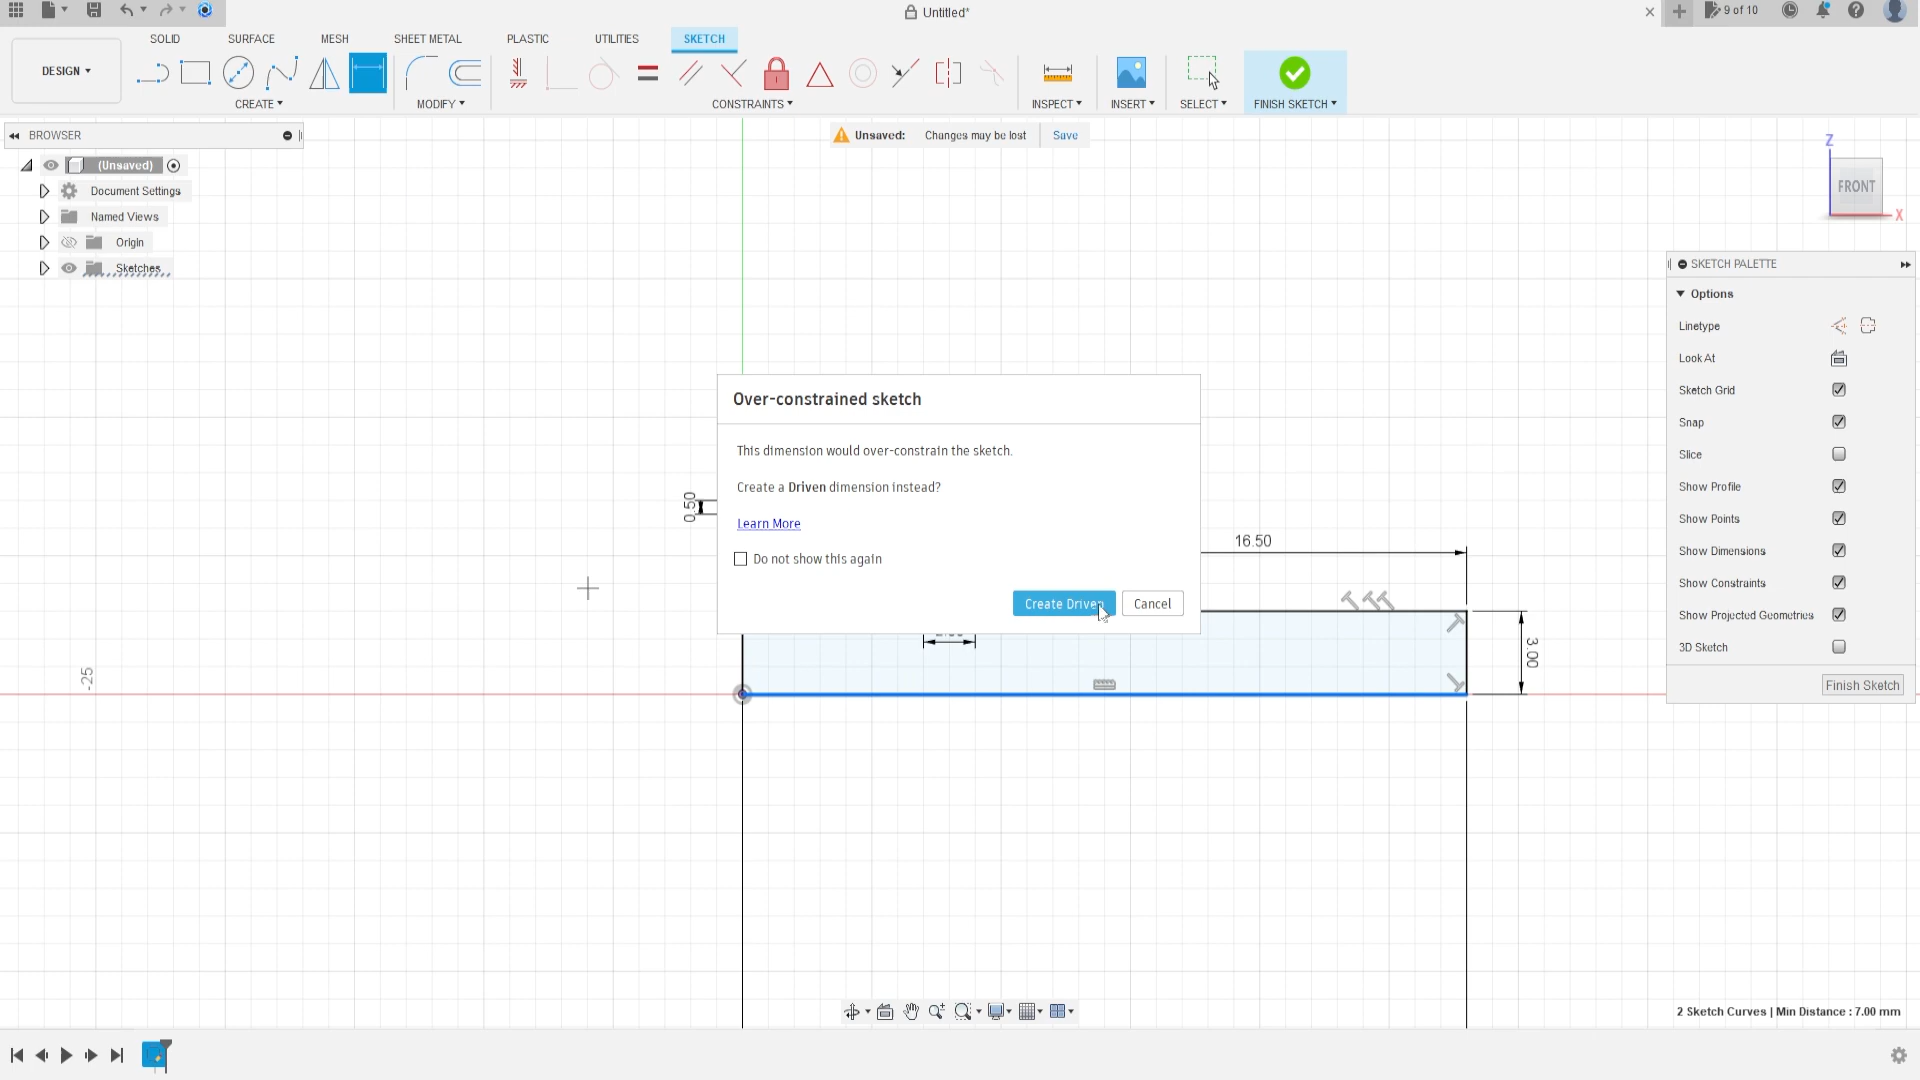 Untitled*
9 of 10
SOLID
SURFACE
MESH
SHEET METAL
PLASTIC
UTILITIES
SKETCH
DESIGN
CREATE
MODIFY
CONSTRAINTS
INSPECT
INSERT
SELECT
FINISH SKETCH
BROWSER
Unsaved: Changes may be lost Save
(Unsaved)
Document Settings
Named Views
Origin
Sketches
Z
FRONT
X
SKETCH PALETTE
Options
Linetype
Look At
Sketch Grid
Snap
Slice
Show Profile
Show Points
Show Dimensions
Show Constraints
Show Projected Geometries
3D Sketch
Finish Sketch
Over-constrained sketch
This dimension would over-constrain the sketch.
Create a Driven dimension instead?
Learn More
Do not show this again
Create Driven
Cancel
0.50
16.50
3.00
-25
2 Sketch Curves | Min Distance : 7.00 mm